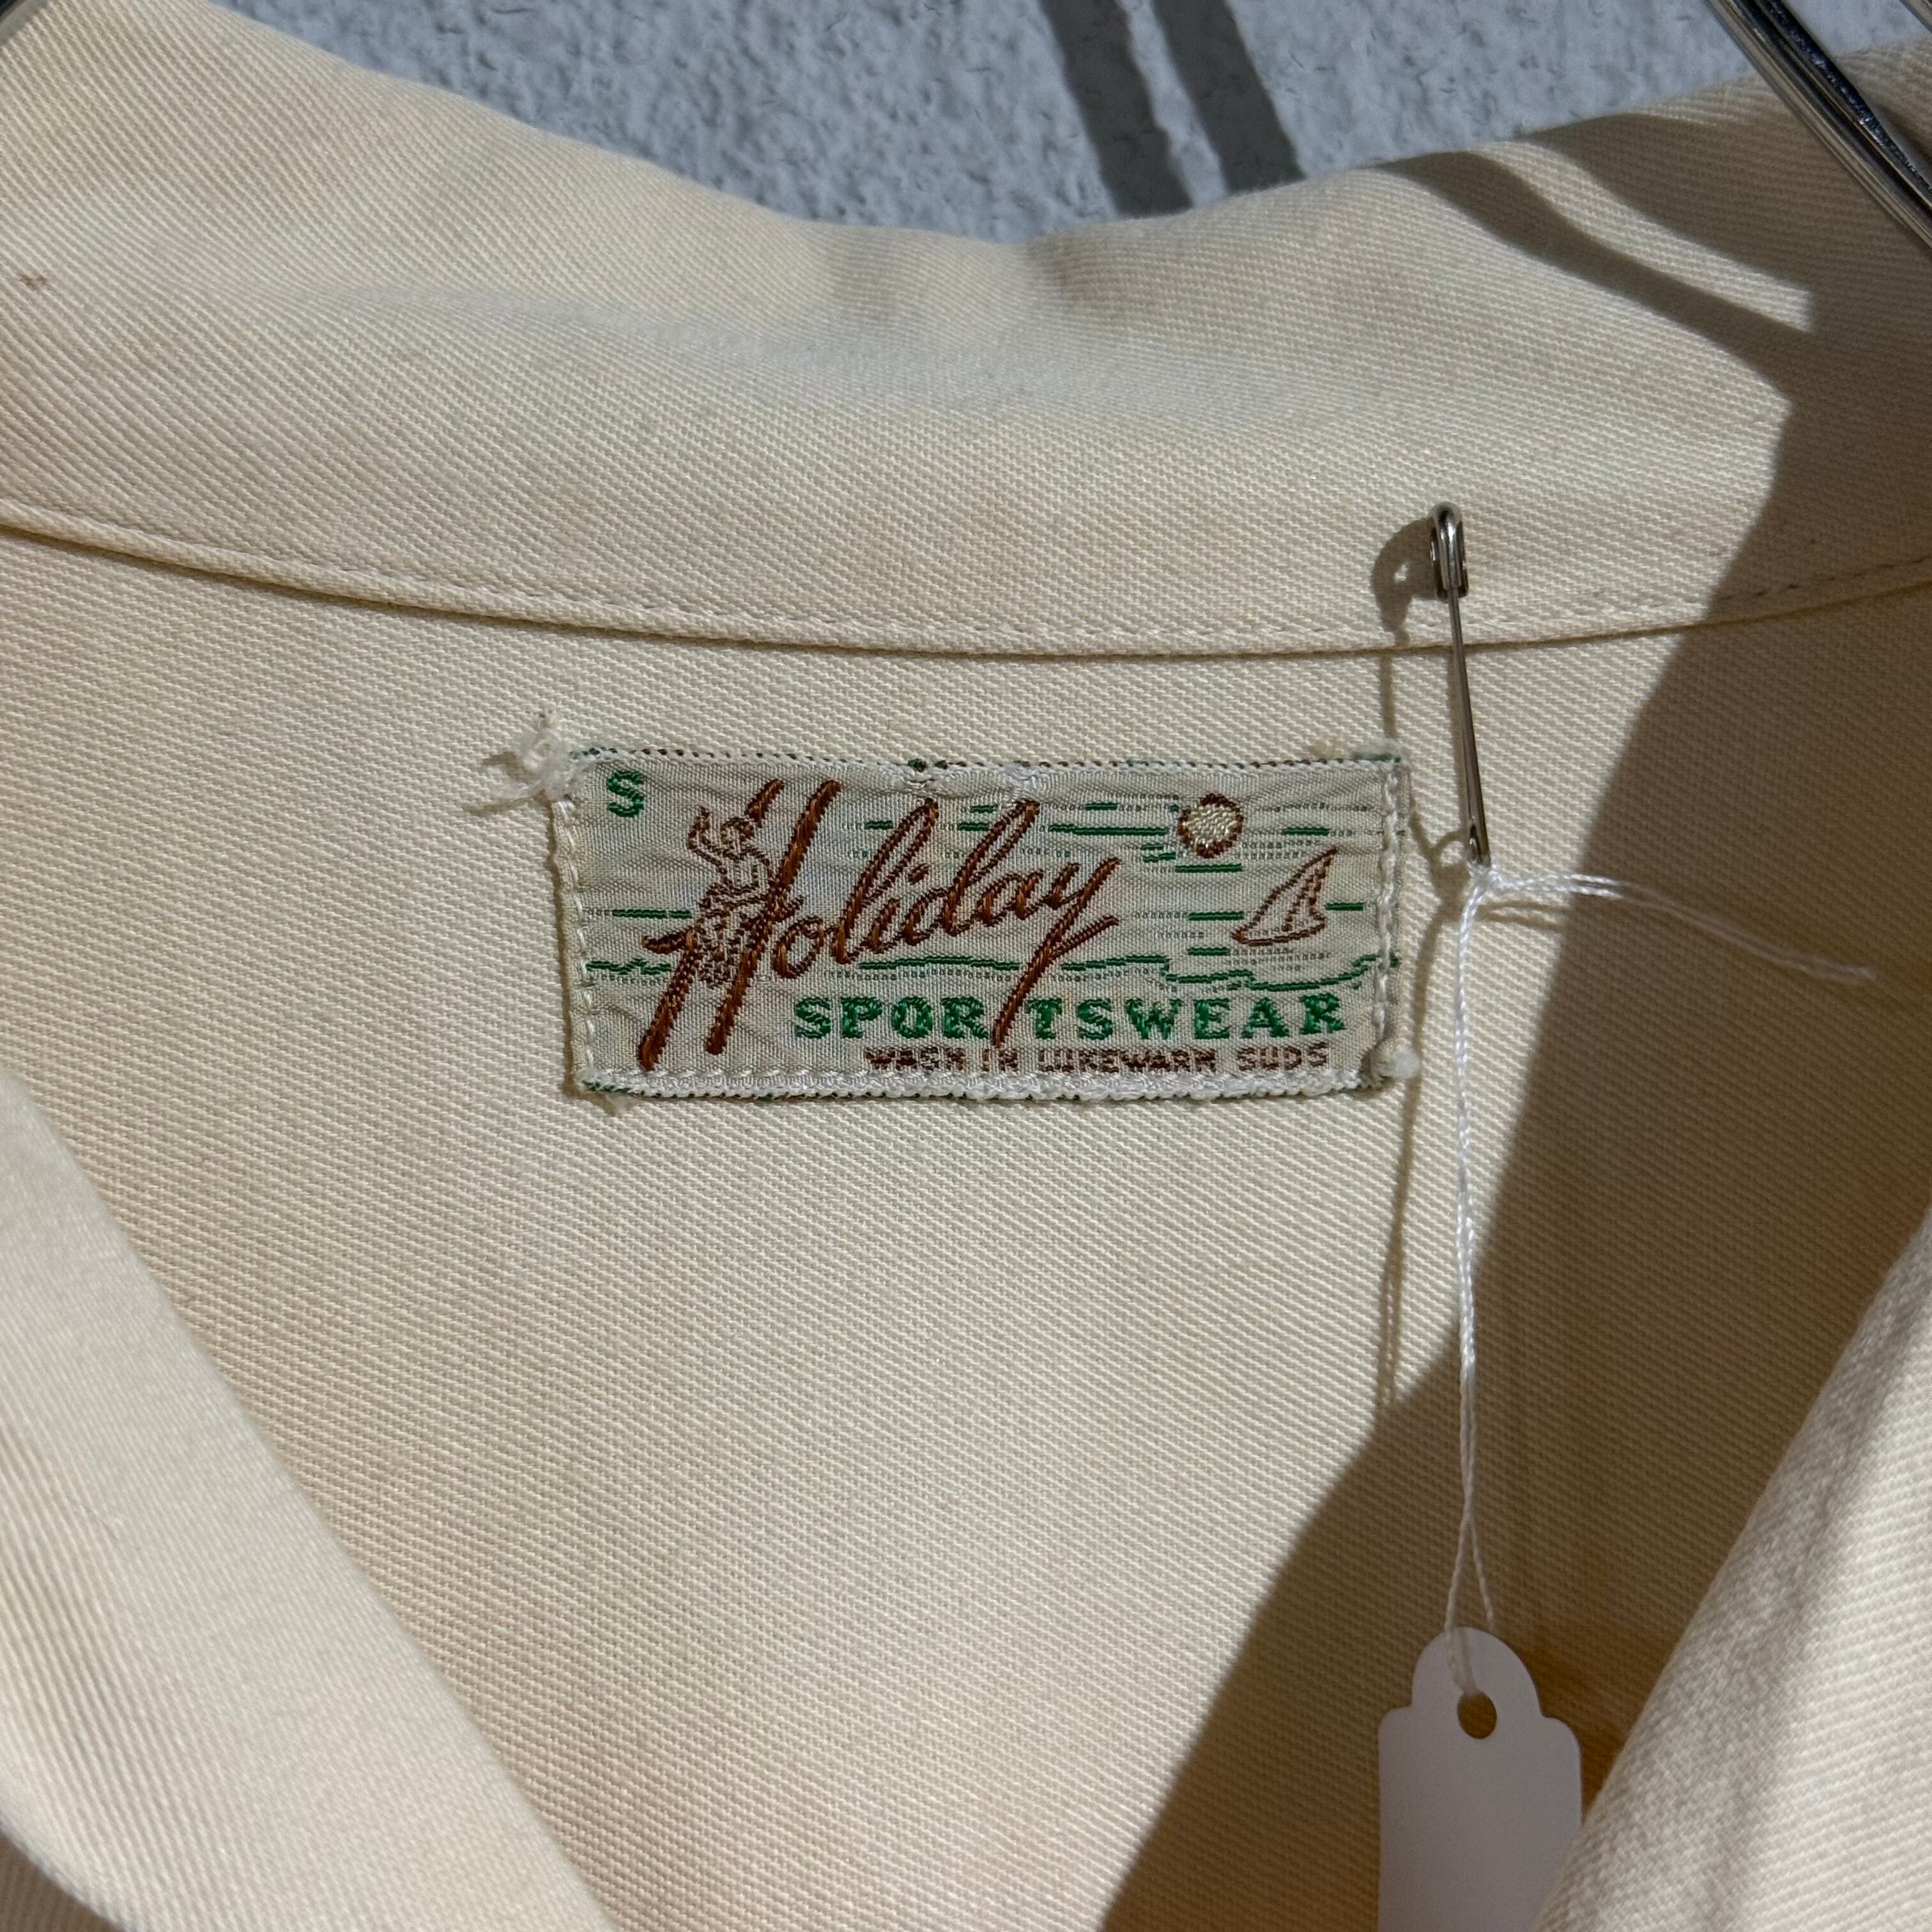 S
Holiday
SPORTSWEAR
WASH IN LUKEWARM SUDS